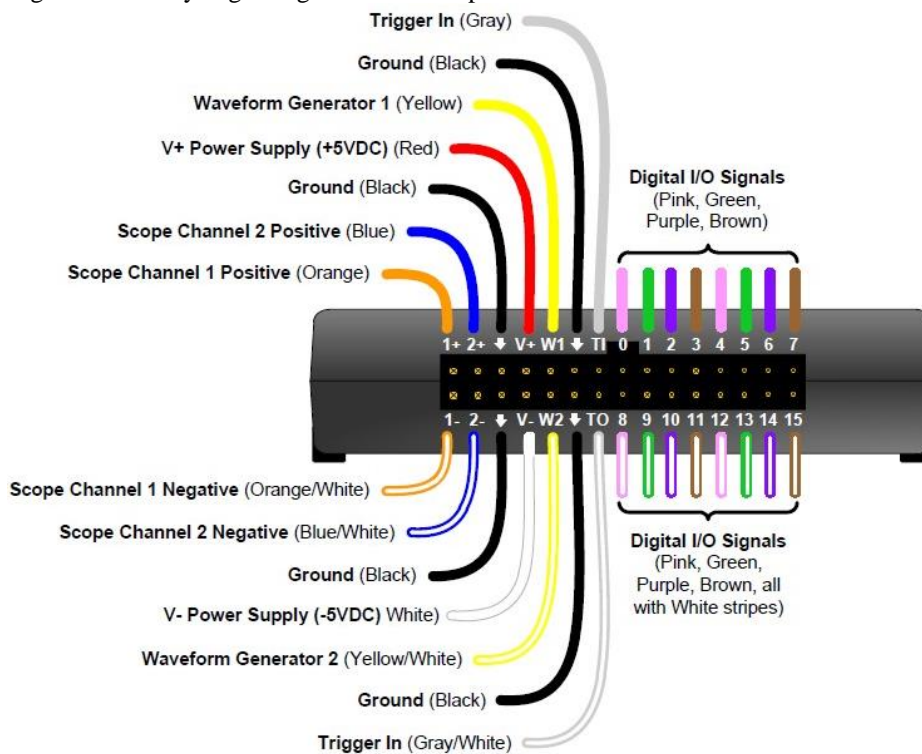 Trigger In (Gray)
Ground (Black)
Waveform Generator 1 (Yellow)
V+ Power Supply (+5VDC) (Red)
Ground (Black)
Scope Channel 2 Positive (Blue)
Scope Channel 1 Positive (Orange)
Digital I/O Signals
(Pink, Green,
Purple, Brown)
1+ 2+ V+ W1 TI 0 1 2 3 4 5 6 7
1- 2- V- W2 TO 8 9 10 11 12 13 14 15
Scope Channel 1 Negative (Orange/White)
Scope Channel 2 Negative (Blue/White)
Ground (Black)
V- Power Supply (-5VDC) White)
Waveform Generator 2 (Yellow/White)
Ground (Black)
Trigger In (Gray/White)
Digital I/O Signals
(Pink, Green,
Purple, Brown, all
with White stripes)